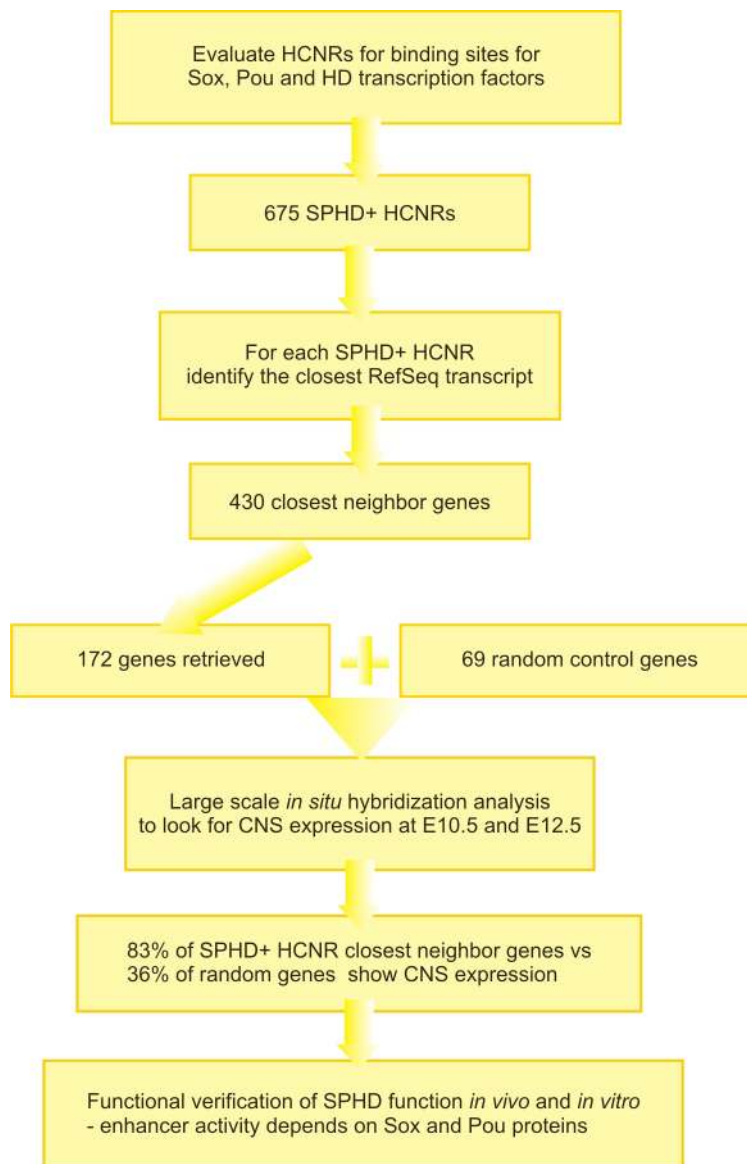 Evaluate HCNRs for binding sites for
Sox, Pou and HD transcription factors
675 SPHD+ HCNRs
For each SPHD+ HCNR
identify the closest RefSeq transcript
430 closest neighbor genes
172 genes retrieved
69 random control genes
Large scale in situ hybridization analysis
to look for CNS expression at E10.5 and E12.5
83% of SPHD+ HCNR closest neighbor genes vs
36% of random genes show CNS expression
Functional verification of SPHD function in vivo and in vitro
- enhancer activity depends on Sox and Pou proteins